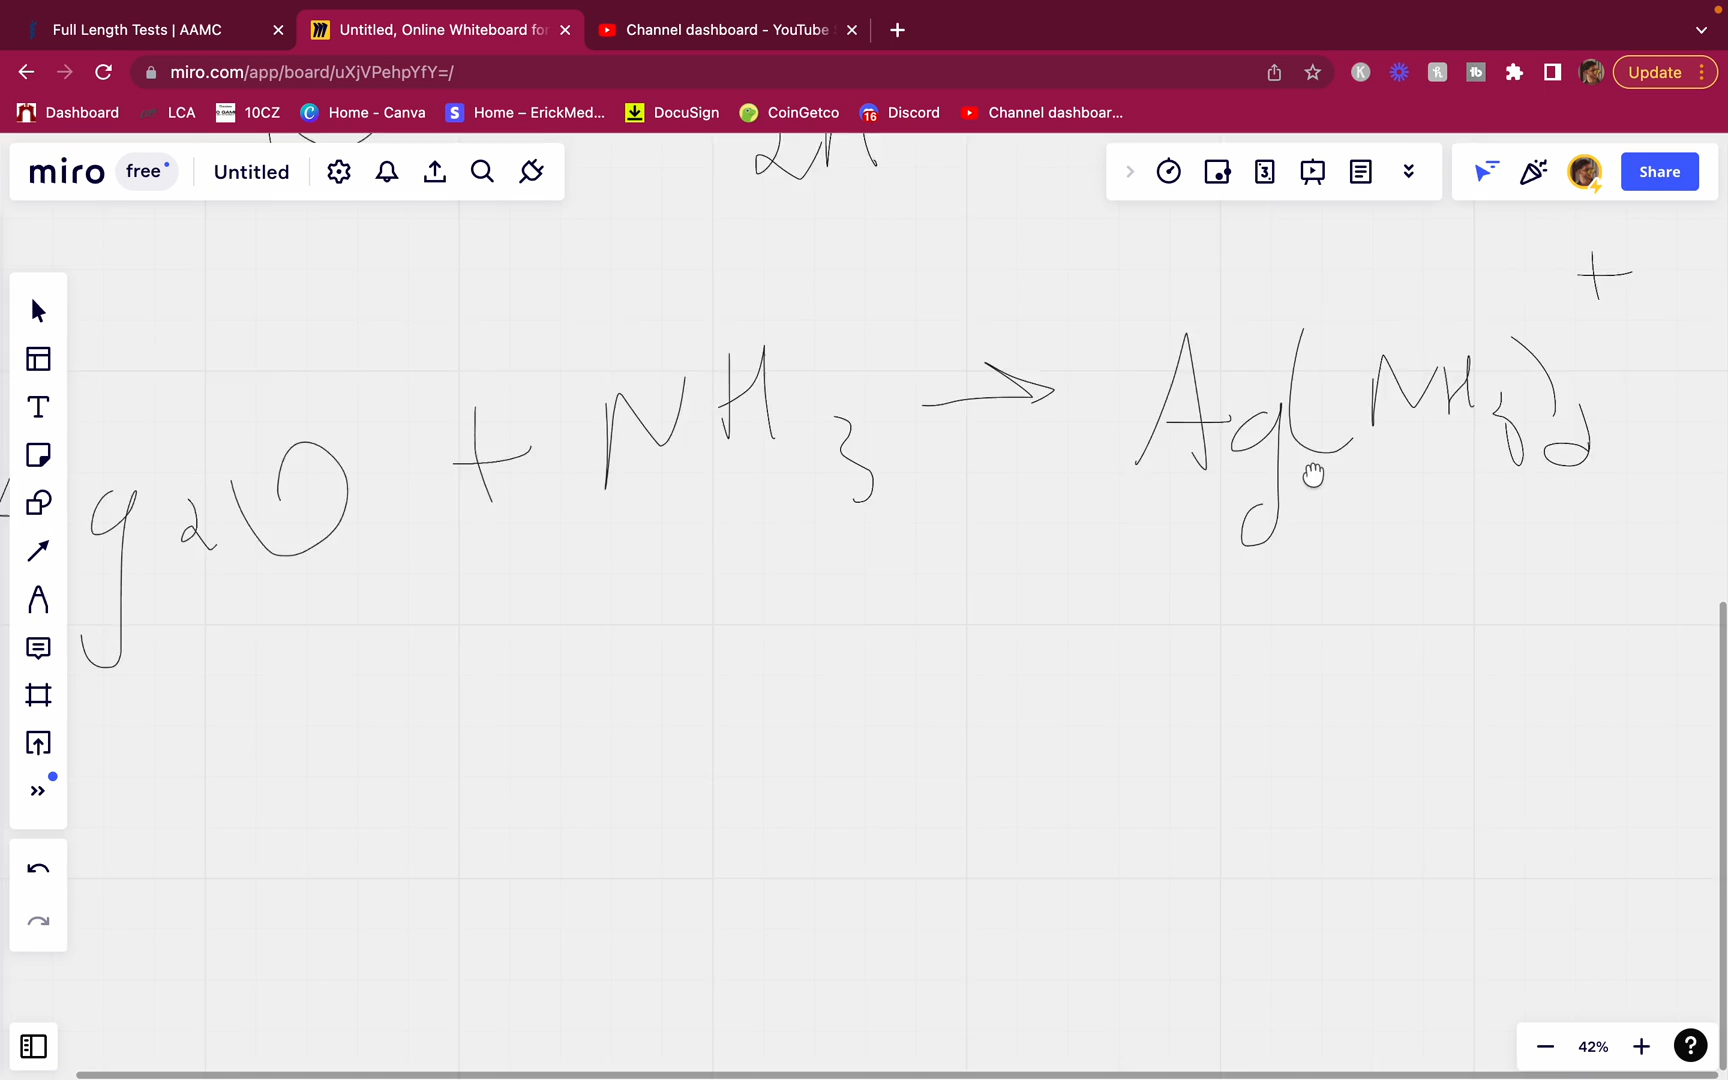 Full Length Tests | AAMC
Untitled, Online Whiteboard for
Channel dashboard - YouTube
miro.com/app/board/uXjVPehpYfY=/
Update
Dashboard LCA 10CZ Home - Canva Home – ErickMed... DocuSign CoinGetco 16 Discord Channel dashboar...
miro free Untitled
3
Share
g2O + NH3 → Ag(NH3)2 +
42%
?